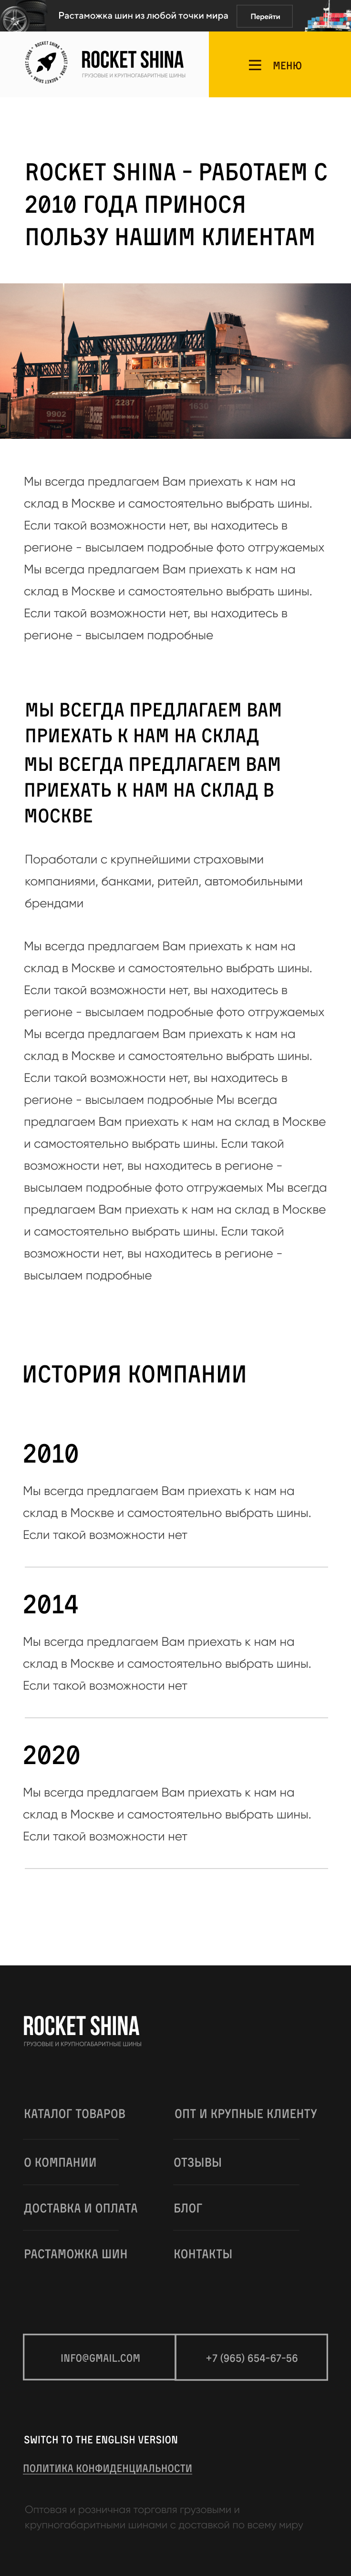 Растаможка шин из любой точки мира
Перейти
ROCKET SHINA
ГРУЗОВЫЕ И КРУПНОГАБАРИТНЫЕ ШИНЫ
МЕНЮ
ROCKET SHINA - РАБОТАЕМ С
2010 ГОДА ПРИНОСЯ
ПОЛЬЗУ НАШИМ КЛИЕНТАМ
9902
2287
1636
Мы всегда предлагаем Вам приехать к нам на
склад в Москве и самостоятельно выбрать шины.
Если такой возможности нет, вы находитесь в
регионе - высылаем подробные фото отгружаемых
Мы всегда предлагаем Вам приехать к нам на
склад в Москве и самостоятельно выбрать шины.
Если такой возможности нет, вы находитесь в
регионе - высылаем подробные
МЫ ВСЕГДА ПРЕДЛАГАЕМ ВАМ
ПРИЕХАТЬ К НАМ НА СКЛАД
МЫ ВСЕГДА ПРЕДЛАГАЕМ ВАМ
ПРИЕХАТЬ К НАМ НА СКЛАД В
МОСКВЕ
Поработали с крупнейшими страховыми
компаниями, банками, ритейл, автомобильными
брендами
Мы всегда предлагаем Вам приехать к нам на
склад в Москве и самостоятельно выбрать шины.
Если такой возможности нет, вы находитесь в
регионе - высылаем подробные фото отгружаемых
Мы всегда предлагаем Вам приехать к нам на
склад в Москве и самостоятельно выбрать шины.
Если такой возможности нет, вы находитесь в
регионе - высылаем подробные Мы всегда
предлагаем Вам приехать к нам на склад в Москве
и самостоятельно выбрать шины. Если такой
возможности нет, вы находитесь в регионе -
высылаем подробные фото отгружаемых Мы всегда
предлагаем Вам приехать к нам на склад в Москве
и самостоятельно выбрать шины. Если такой
возможности нет, вы находитесь в регионе -
высылаем подробные
ИСТОРИЯ КОМПАНИИ
2010
Мы всегда предлагаем Вам приехать к нам на
склад в Москве и самостоятельно выбрать шины.
Если такой возможности нет
2014
Мы всегда предлагаем Вам приехать к нам на
склад в Москве и самостоятельно выбрать шины.
Если такой возможности нет
2020
Мы всегда предлагаем Вам приехать к нам на
склад в Москве и самостоятельно выбрать шины.
Если такой возможности нет
ROCKET SHINA
ГРУЗОВЫЕ И КРУПНОГАБАРИТНЫЕ ШИНЫ
КАТАЛОГ ТОВАРОВ
ОПТ И КРУПНЫЕ КЛИЕНТУ
О КОМПАНИИ
ОТЗЫВЫ
ДОСТАВКА И ОПЛАТА
БЛОГ
РАСТАМОЖКА ШИН
КОНТАКТЫ
INFO@GMAIL.COM
+7 (965) 654-67-56
SWITCH TO THE ENGLISH VERSION
ПОЛИТИКА КОНФИДЕНЦИАЛЬНОСТИ
Оптовая и розничная торговля грузовыми и
крупногабаритными шинами с доставкой по всему миру